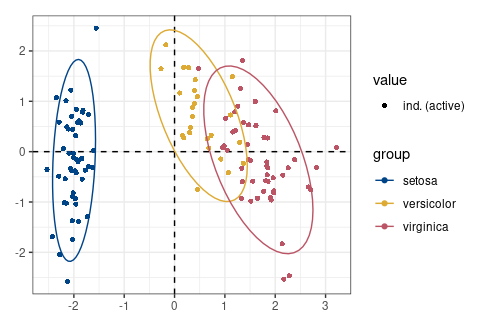 2
1
0
-1
-2
-2
-1
0
1
2
3
value
ind. (active)
group
setosa
versicolor
virginica